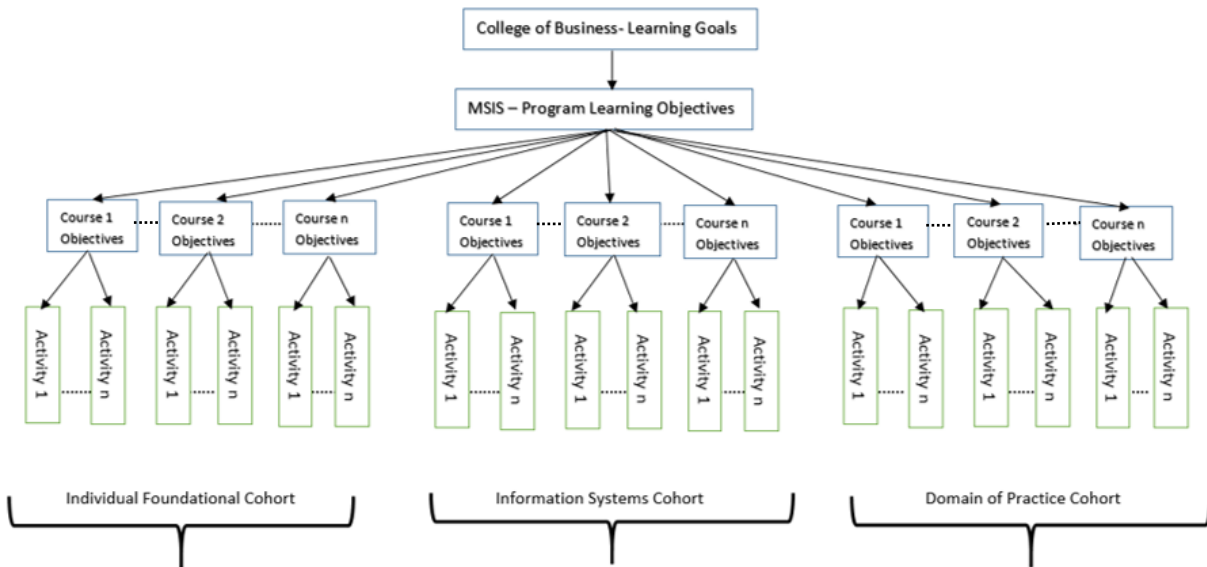 College of Business- Learning Goals
MSIS – Program Learning Objectives
Course 1
Objectives
Course 2
Objectives
Course n
Objectives
Course 1
Objectives
Course 2
Objectives
Course n
Objectives
Course 1
Objectives
Course 2
Objectives
Course n
Objectives
Activity 1
Activity n
Activity 1
Activity n
Activity 1
Activity n
Activity 1
Activity n
Activity 1
Activity n
Activity 1
Activity n
Activity 1
Activity n
Activity 1
Activity n
Activity 1
Activity n
Individual Foundational Cohort
Information Systems Cohort
Domain of Practice Cohort